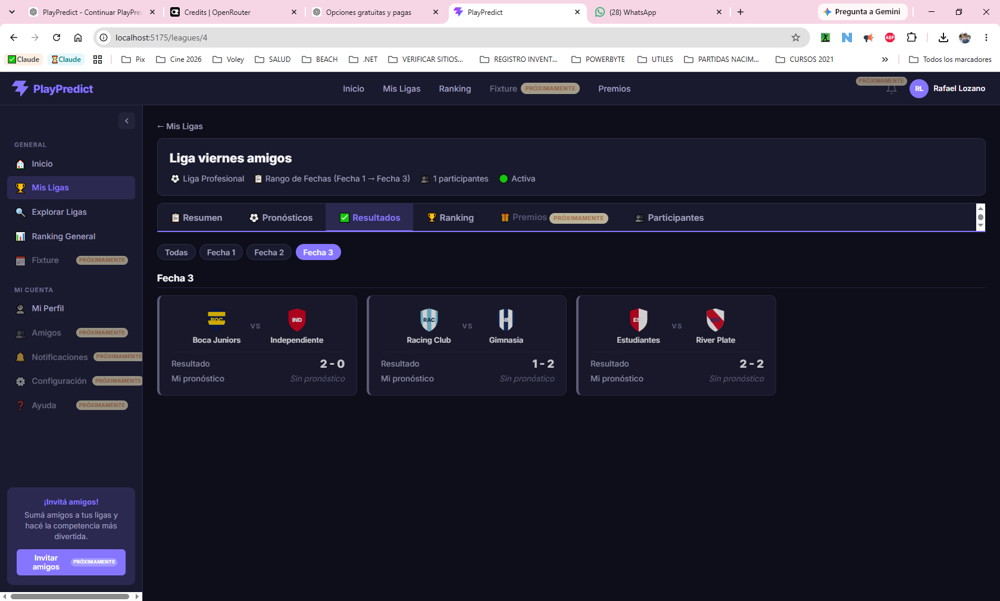 PlayPredict - Continuar PlayPre
Credits | OpenRouter
Opciones gratuitas y pagas
PlayPredict
(28) WhatsApp
Pregunta a Gemini
localhost:5175/leagues/4
ABP
Claude
Claude
Pix
Cine 2026
Voley
SALUD
BEACH
.NET
VERIFICAR SITIOS...
REGISTRO INVENT...
POWERBYTE
UTILES
PARTIDAS NACIM...
CURSOS 2021
Todos los marcadores
PlayPredict
Inicio
Mis Ligas
Ranking
Fixture PRÓXIMAMENTE
Premios
PRÓXIMAMENTE
RL
Rafael Lozano
GENERAL
Inicio
Mis Ligas
Explorar Ligas
Ranking General
Fixture PRÓXIMAMENTE
MI CUENTA
Mi Perfil
Amigos PRÓXIMAMENTE
Notificaciones PRÓXIMAMENTE
Configuración PRÓXIMAMENTE
Ayuda PRÓXIMAMENTE
¡Invitá amigos!
Sumá amigos a tus ligas y
hacé la competencia más
divertida.
Invitar
amigos
PRÓXIMAMENTE
← Mis Ligas
Liga viernes amigos
Liga Profesional
Rango de Fechas (Fecha 1 → Fecha 3)
1 participantes
Activa
Resumen
Pronósticos
Resultados
Ranking
Premios PRÓXIMAMENTE
Participantes
Todas
Fecha 1
Fecha 2
Fecha 3
Fecha 3
BOC
VS
IND
Boca Juniors
Independiente
Resultado 2 - 0
Mi pronóstico Sin pronóstico
RAC
VS
Racing Club
Gimnasia
Resultado 1 - 2
Mi pronóstico Sin pronóstico
VS
Estudiantes
River Plate
Resultado 2 - 2
Mi pronóstico Sin pronóstico